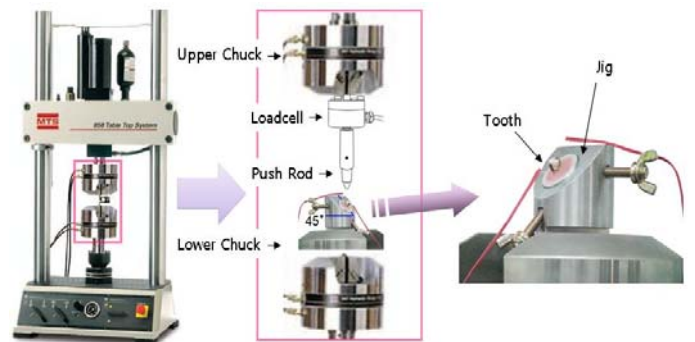 MTS
858 Table Top System
Upper Chuck
Loadcell
Push Rod
45°
Lower Chuck
Jig
Tooth